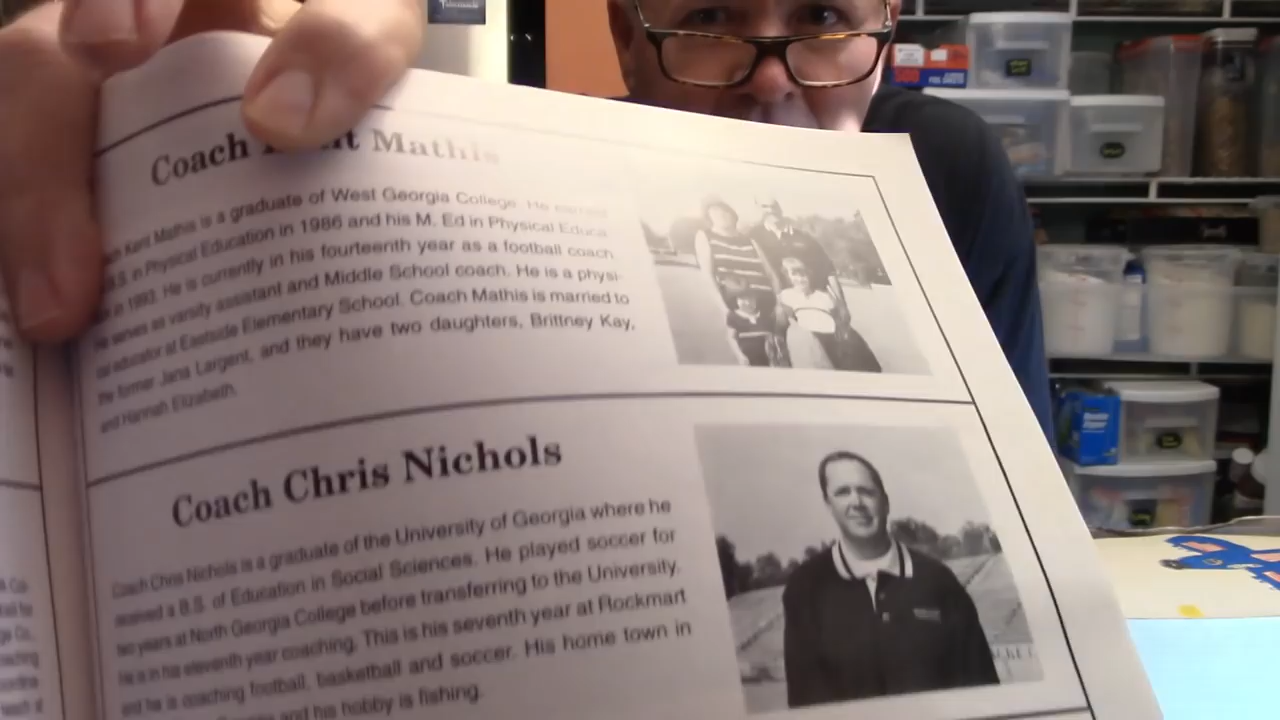 Coach Mathis
Kent Mathis is a graduate of West Georgia College. He earned
B.S. in Physical Education in 1986 and his M. Ed in Physical Educa-
in 1993. He is currently in his fourteenth year as a football coach
He serves as varsity assistant and Middle School coach. He is a physi-
cal educator at Eastside Elementary School. Coach Mathis is married to
the former Jana Largent, and they have two daughters, Brittney Kay,
and Hannah Elizabeth.
Coach Chris Nichols
Coach Chris Nichols is a graduate of the University of Georgia where he
received a B.S. of Education in Social Sciences. He played soccer for
two years at North Georgia College before transferring to the University.
He is in his eleventh year coaching. This is his seventh year at Rockmart
and he is coaching football, basketball and soccer. His home town in
and his hobby is fishing.
500